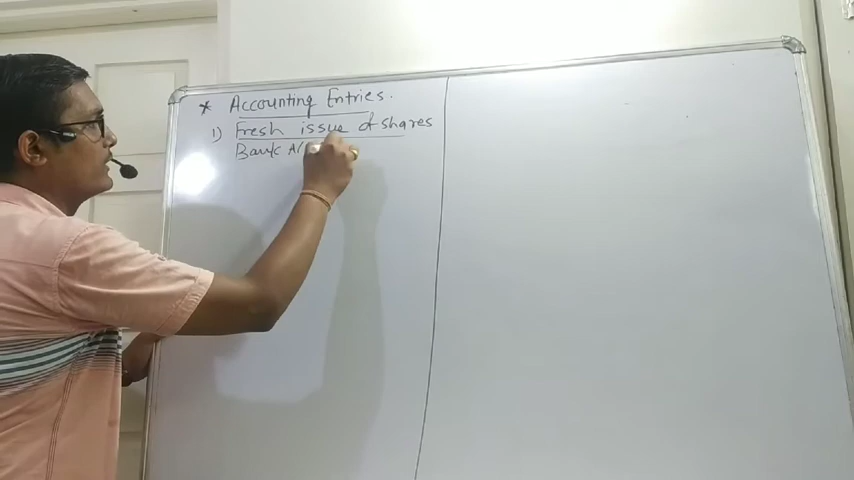 * Accounting Entries.
1) Fresh issue of shares
Bank A/